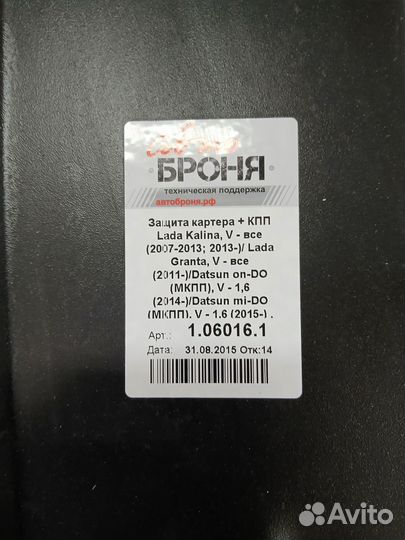 БРОНЯ
техническая поддержка
автоброня.рф
Защита картера + КПП
Lada Kalina, V - все
(2007-2013; 2013-)/ Lada
Granta, V - все
(2011-)/Datsun on-DO
(МКПП), V - 1,6
(2014-)/Datsun mi-DO
(МКПП), V - 1.6 (2015-) .
Арт.: 1.06016.1
Дата: 31.08.2015 Отк:14
Avito